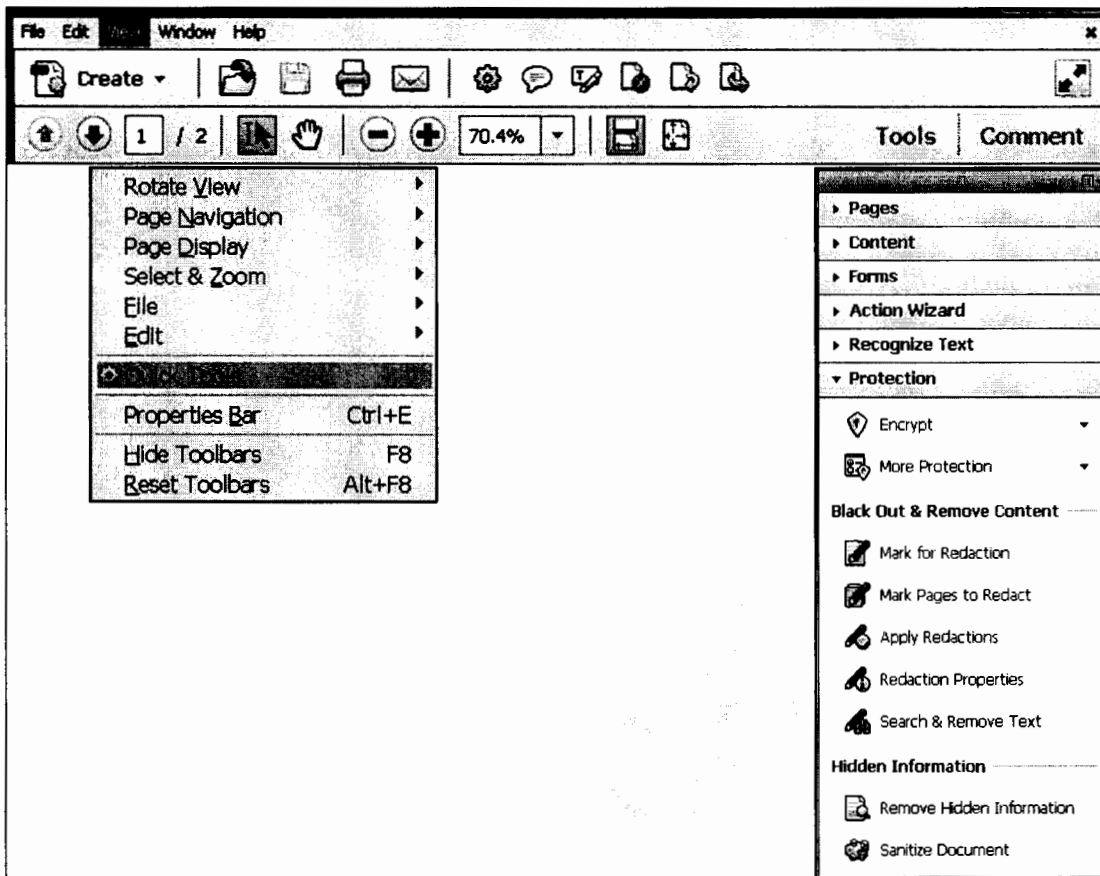 File Edit View Window Help
Create
1 / 2 70.4% Tools Comment
Rotate View
Page Navigation
Page Display
Select & Zoom
File
Edit
Properties Bar Ctrl+E
Hide Toolbars F8
Reset Toolbars Alt+F8
Pages
Content
Forms
Action Wizard
Recognize Text
Protection
Encrypt
More Protection
Black Out & Remove Content
Mark for Redaction
Mark Pages to Redact
Apply Redactions
Redaction Properties
Search & Remove Text
Hidden Information
Remove Hidden Information
Sanitize Document